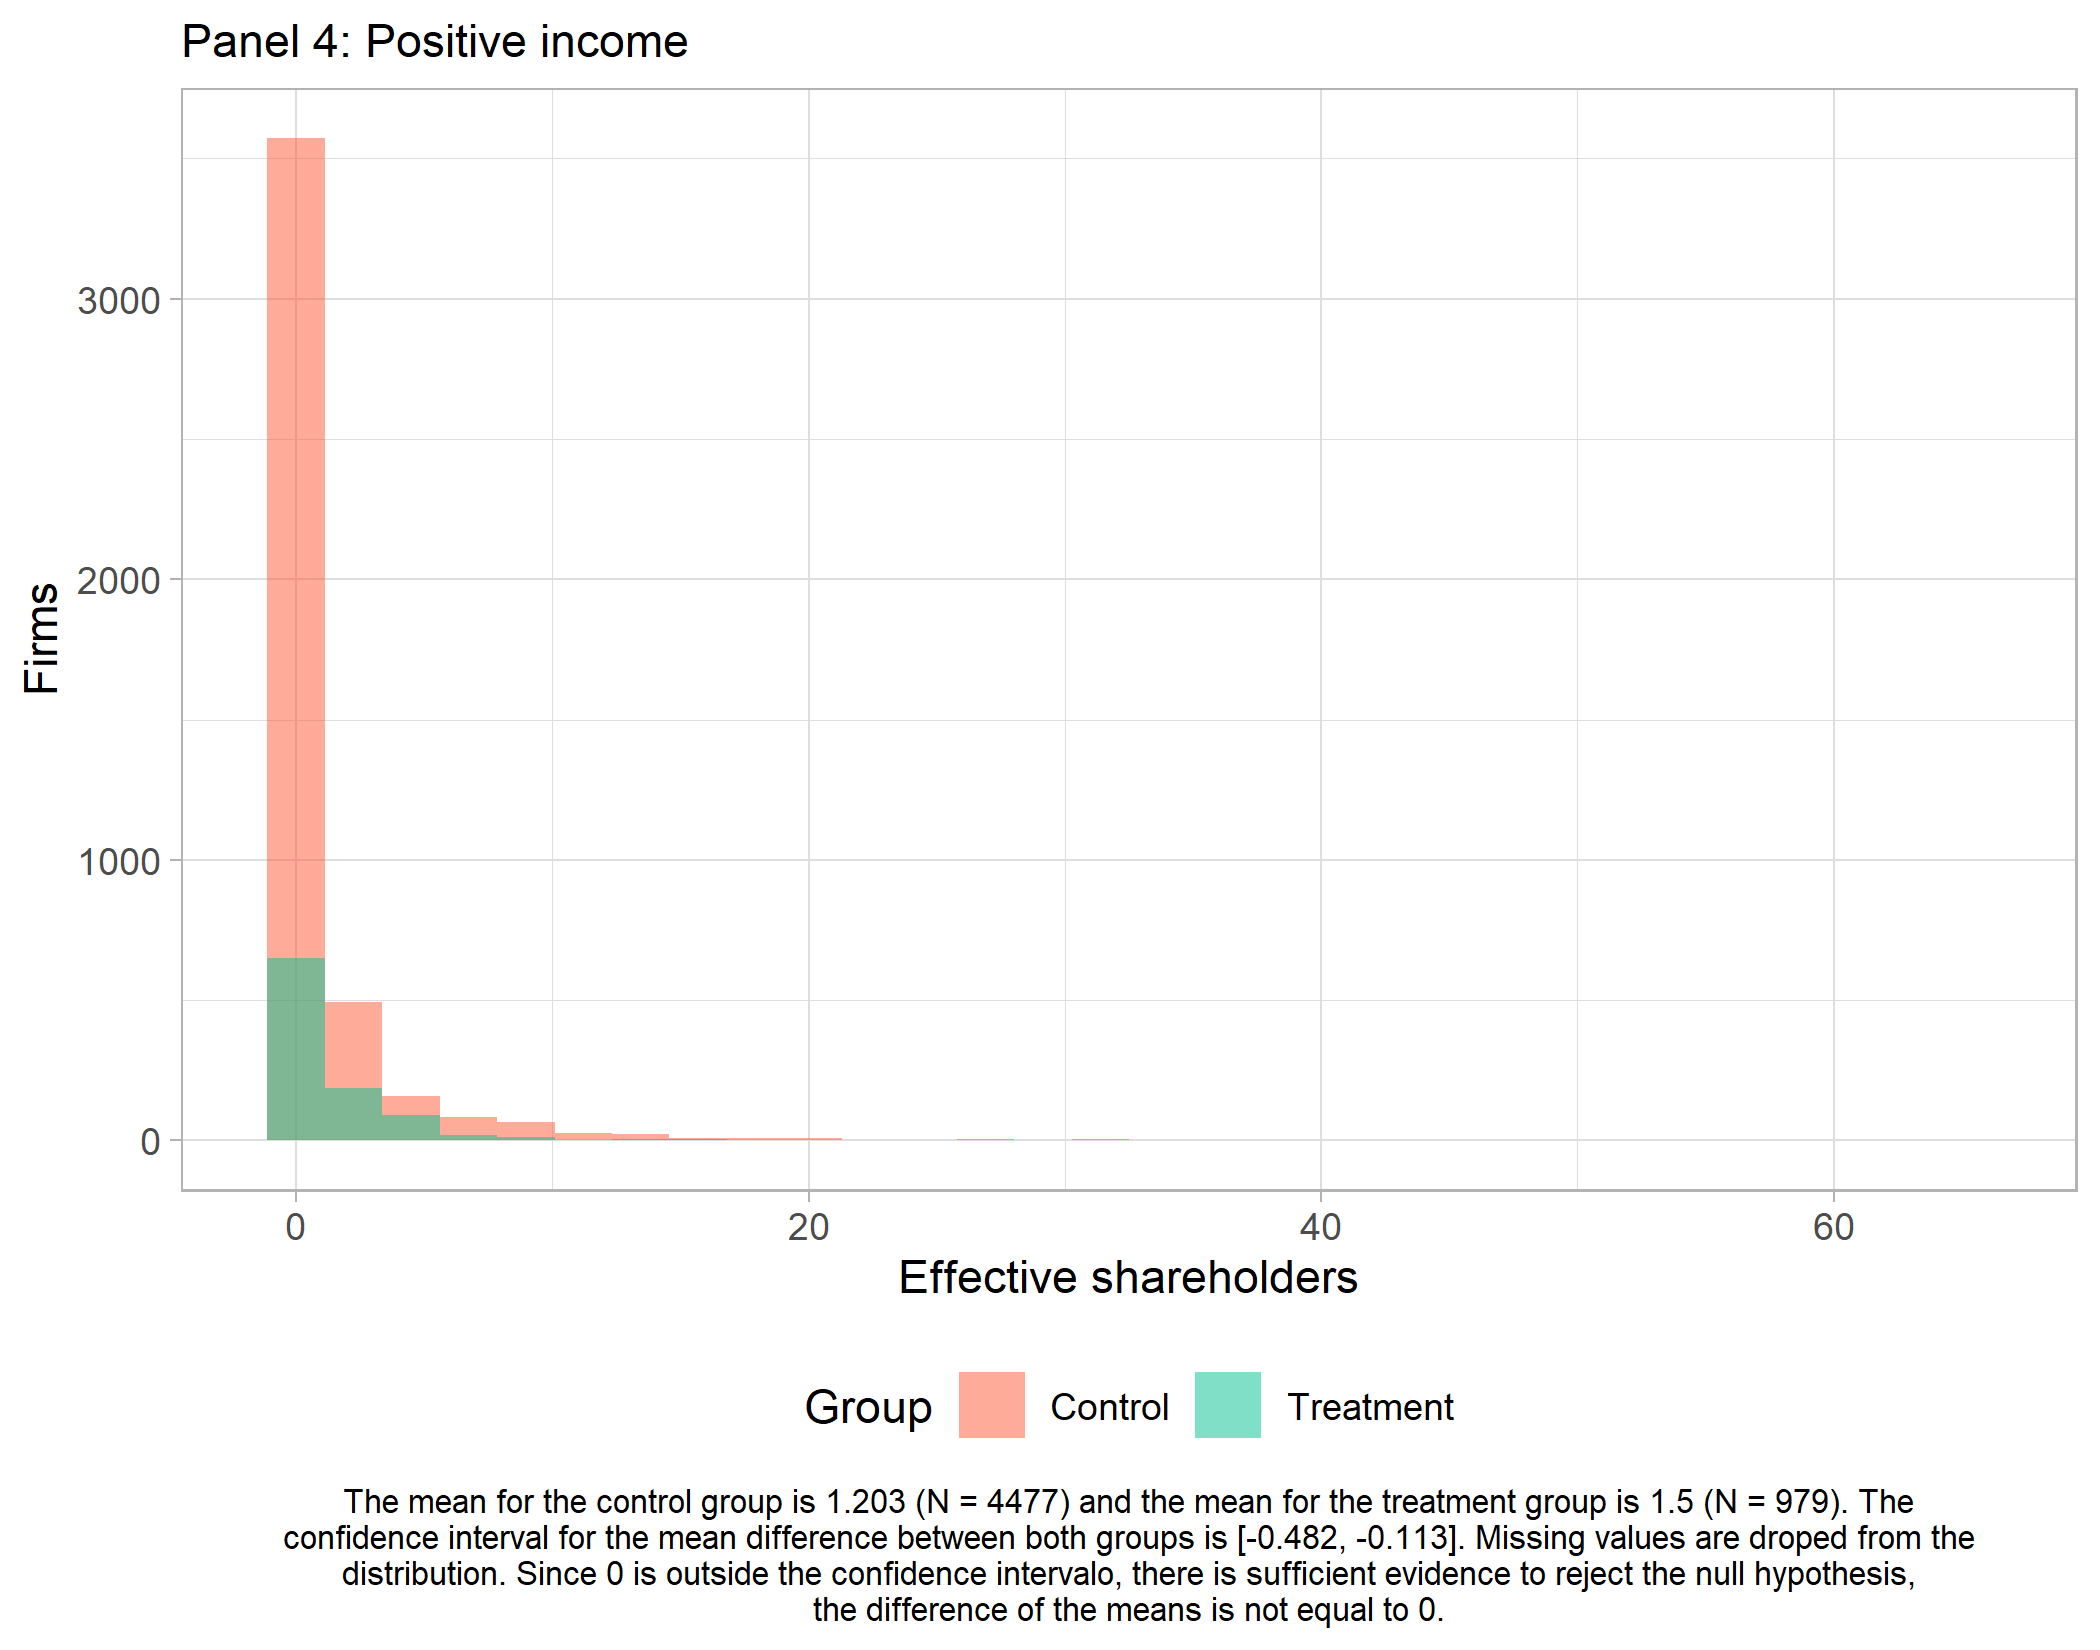 Panel 4: Positive income
3000
2000
1000
0
Firms
0 20 40 60
Effective shareholders
Group Control Treatment
The mean for the control group is 1.203 (N = 4477) and the mean for the treatment group is 1.5 (N = 979). The
confidence interval for the mean difference between both groups is [-0.482, -0.113]. Missing values are droped from the
distribution. Since 0 is outside the confidence intervalo, there is sufficient evidence to reject the null hypothesis,
the difference of the means is not equal to 0.